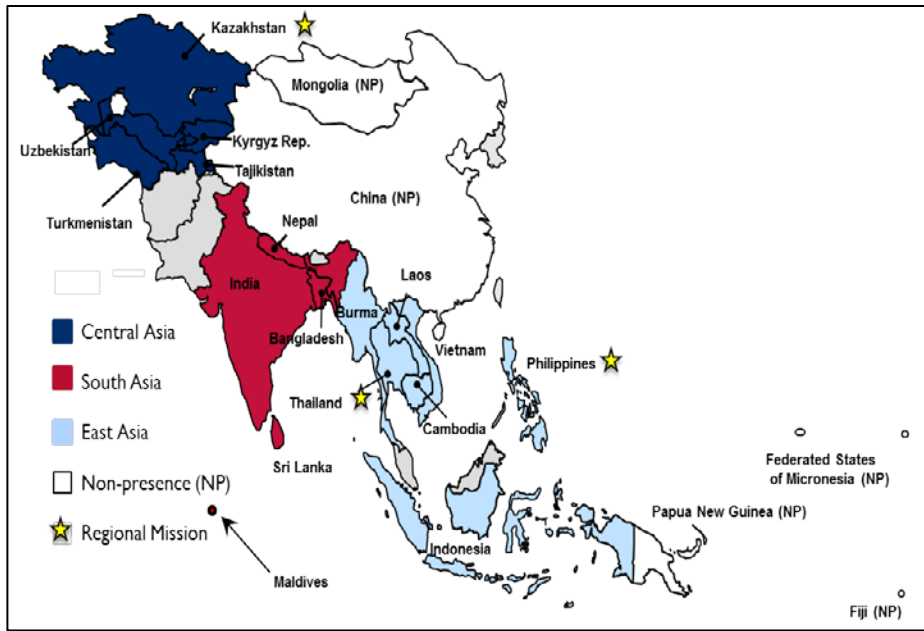 Kazakhstan
Mongolia (NP)
Uzbekistan
Kyrgyz Rep.
Tajikistan
China (NP)
Turkmenistan
Nepal
India
Laos
Burma
Bangladesh
Vietnam
Central Asia
South Asia
Philippines
Thailand
East Asia
Cambodia
Sri Lanka
Federated States
of Micronesia (NP)
Non-presence (NP)
Papua New Guinea (NP)
Regional Mission
Indonesia
Maldives
Fiji (NP)